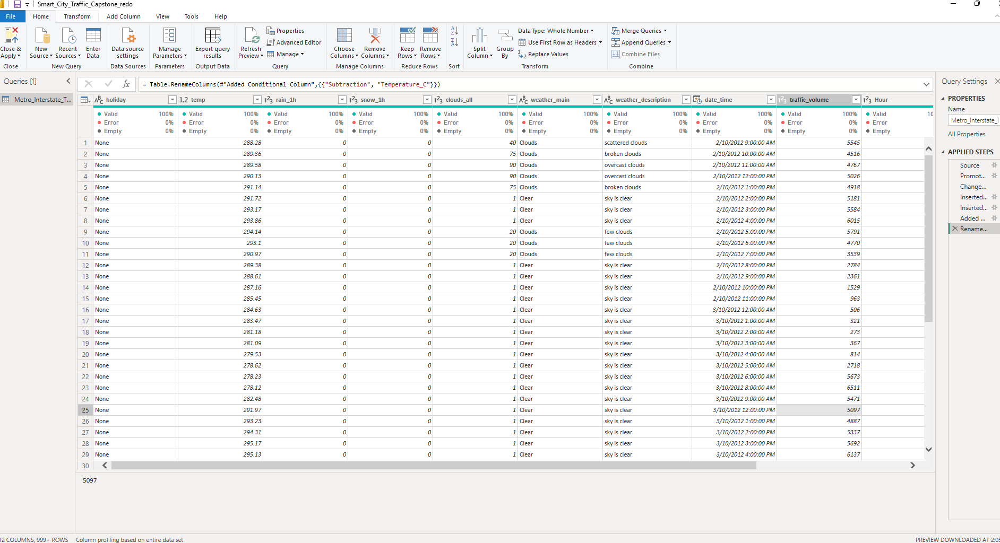 Smart_City_Traffic_Capstone_redo
File Home Transform Add Column View Tools Help
Close & Apply
New Source
Recent Sources
Enter Data
Data source settings
Manage Parameters
Export query results
Refresh Preview
Properties
Advanced Editor
Manage
Choose Columns
Remove Columns
Keep Rows
Remove Rows
Split Column
Group By
Data Type: Whole Number
Use First Row as Headers
Replace Values
Merge Queries
Append Queries
Combine Files
Close New Query Data Sources Parameters Output Data Query Manage Columns Reduce Rows Sort Transform Combine
Queries [1]
Metro_Interstate_T...
fx = Table.RenameColumns(#"Added Conditional Column",{{"Subtraction", "Temperature_C"}})
holiday 1.2 temp 123 rain_1h 123 snow_1h 123 clouds_all ABC weather_main ABC weather_description date_time 123 traffic_volume 123 Hour
Valid 100% Valid 100% Valid 100% Valid 100% Valid 100% Valid 100% Valid 100% Valid 100% Valid 100% Valid 10
Error 0% Error 0% Error 0% Error 0% Error 0% Error 0% Error 0% Error 0% Error 0% Error
Empty 0% Empty 0% Empty 0% Empty 0% Empty 0% Empty 0% Empty 0% Empty 0% Empty 0% Empty
1 None 288.28 0 0 40 Clouds scattered clouds 2/10/2012 9:00:00 AM 5545
2 None 289.36 0 0 75 Clouds broken clouds 2/10/2012 10:00:00 AM 4516
3 None 289.58 0 0 90 Clouds overcast clouds 2/10/2012 11:00:00 AM 4767
4 None 290.13 0 0 90 Clouds overcast clouds 2/10/2012 12:00:00 PM 5026
5 None 291.14 0 0 75 Clouds broken clouds 2/10/2012 1:00:00 PM 4918
6 None 291.72 0 0 1 Clear sky is clear 2/10/2012 2:00:00 PM 5181
7 None 293.17 0 0 1 Clear sky is clear 2/10/2012 3:00:00 PM 5584
8 None 293.86 0 0 1 Clear sky is clear 2/10/2012 4:00:00 PM 6015
9 None 294.14 0 0 20 Clouds few clouds 2/10/2012 5:00:00 PM 5791
10 None 293.1 0 0 20 Clouds few clouds 2/10/2012 6:00:00 PM 4770
11 None 290.97 0 0 20 Clouds few clouds 2/10/2012 7:00:00 PM 3539
12 None 289.38 0 0 1 Clear sky is clear 2/10/2012 8:00:00 PM 2784
13 None 288.61 0 0 1 Clear sky is clear 2/10/2012 9:00:00 PM 2361
14 None 287.16 0 0 1 Clear sky is clear 2/10/2012 10:00:00 PM 1529
15 None 285.45 0 0 1 Clear sky is clear 2/10/2012 11:00:00 PM 963
16 None 284.63 0 0 1 Clear sky is clear 3/10/2012 12:00:00 AM 506
17 None 283.47 0 0 1 Clear sky is clear 3/10/2012 1:00:00 AM 321
18 None 281.18 0 0 1 Clear sky is clear 3/10/2012 2:00:00 AM 273
19 None 281.09 0 0 1 Clear sky is clear 3/10/2012 3:00:00 AM 367
20 None 279.53 0 0 1 Clear sky is clear 3/10/2012 4:00:00 AM 814
21 None 278.62 0 0 1 Clear sky is clear 3/10/2012 5:00:00 AM 2718
22 None 278.23 0 0 1 Clear sky is clear 3/10/2012 6:00:00 AM 5673
23 None 278.12 0 0 1 Clear sky is clear 3/10/2012 8:00:00 AM 6511
24 None 282.48 0 0 1 Clear sky is clear 3/10/2012 9:00:00 AM 5471
25 None 291.97 0 0 1 Clear sky is clear 3/10/2012 12:00:00 PM 5097
26 None 293.23 0 0 1 Clear sky is clear 3/10/2012 1:00:00 PM 4887
27 None 294.31 0 0 1 Clear sky is clear 3/10/2012 2:00:00 PM 5337
28 None 295.17 0 0 1 Clear sky is clear 3/10/2012 3:00:00 PM 5692
29 None 295.13 0 0 1 Clear sky is clear 3/10/2012 4:00:00 PM 6137
30
5097
Query Settings
PROPERTIES
Name
Metro_Interstate_T
All Properties
APPLIED STEPS
Source
Promot...
Change...
Inserted...
Inserted...
Added ...
Rename...
12 COLUMNS, 999+ ROWS Column profiling based on entire data set PREVIEW DOWNLOADED AT 2:05